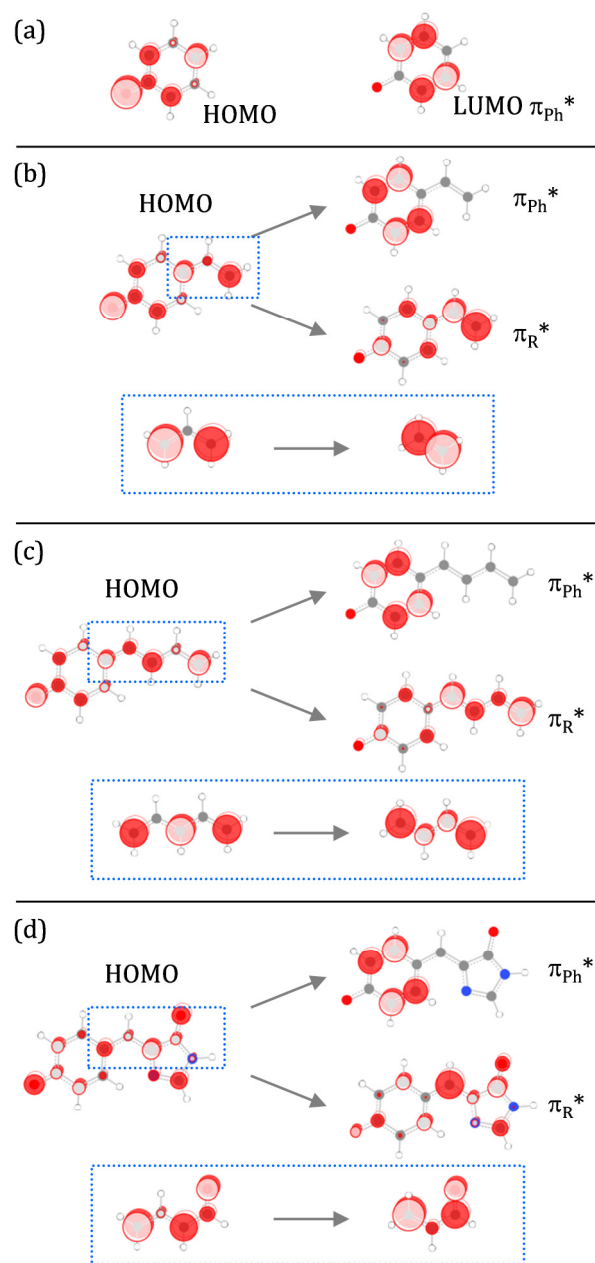 (a)
HOMO
LUMO π_Ph*
(b)
HOMO
π_Ph*
π_R*
(c)
HOMO
π_Ph*
π_R*
(d)
HOMO
π_Ph*
π_R*